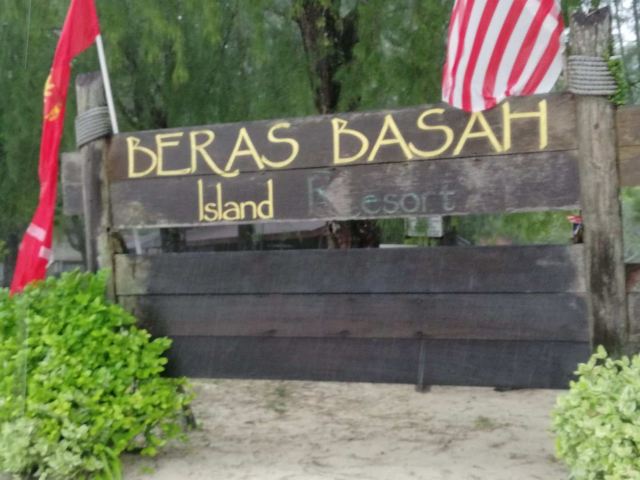 BERAS BASAH
Island Resort